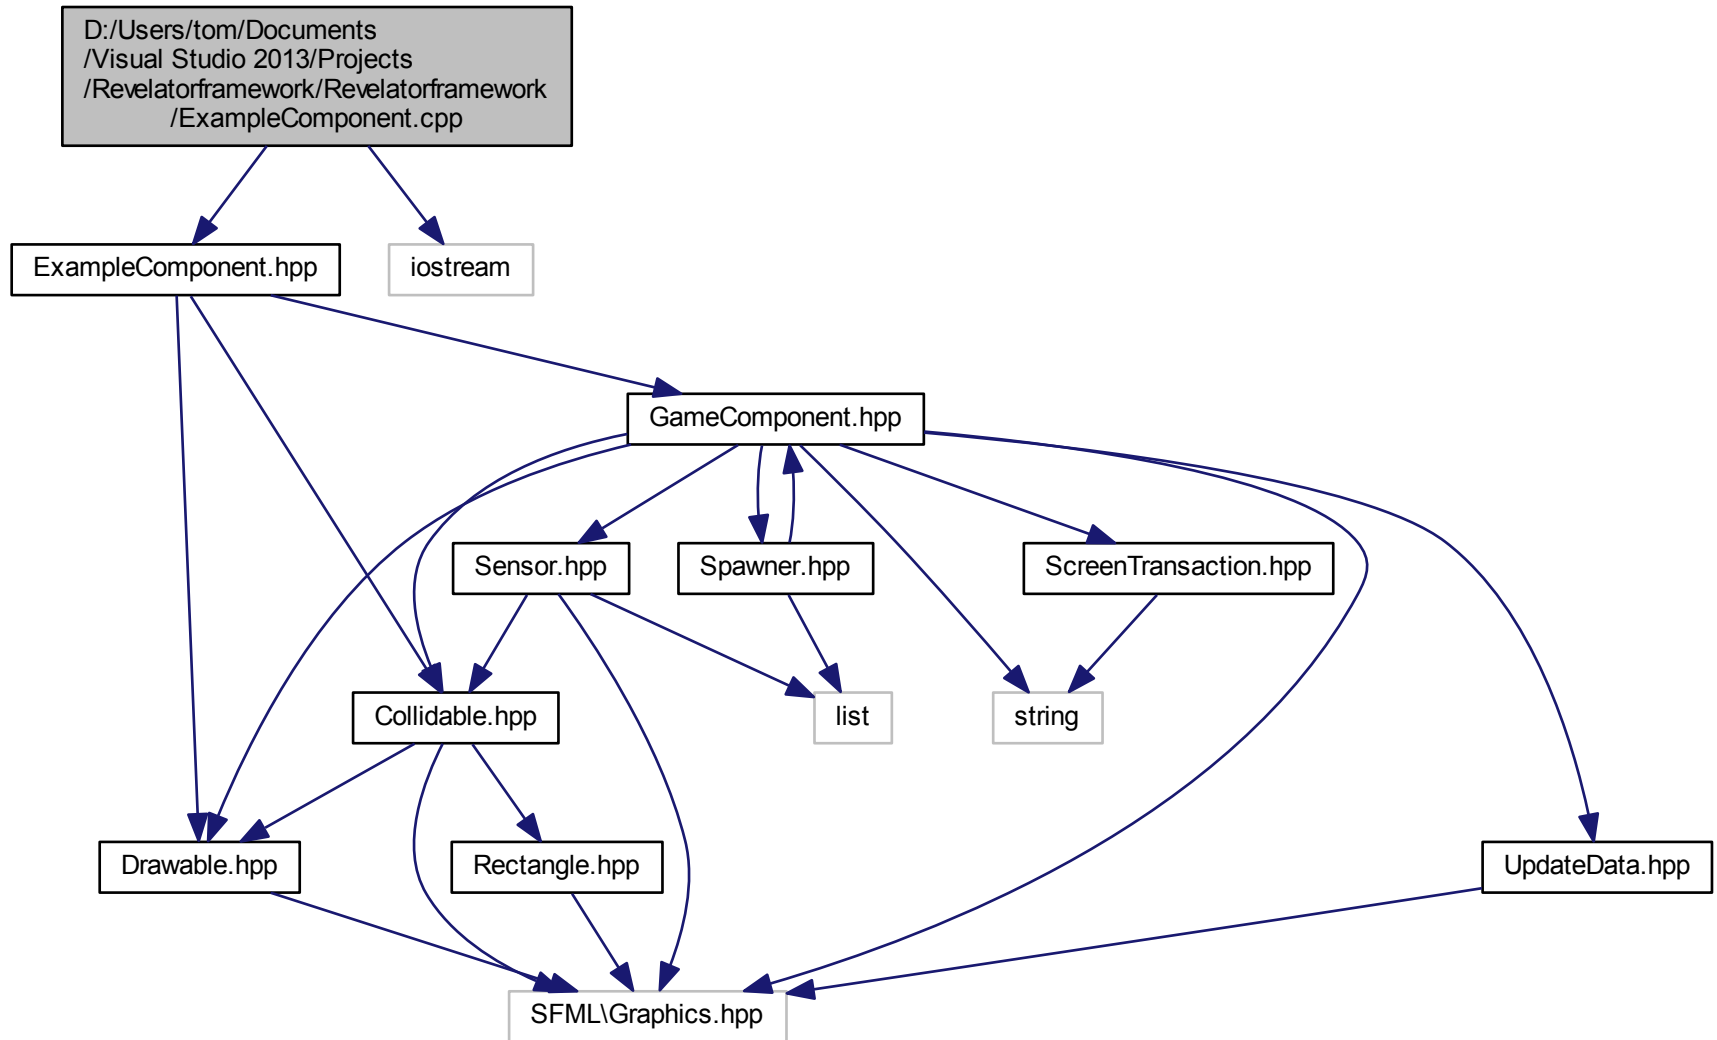 D:/Users/tom/Documents
/Visual Studio 2013/Projects
/Revelatorframework/Revelatorframework
/ExampleComponent.cpp
ExampleComponent.hpp
iostream
GameComponent.hpp
Sensor.hpp
Spawner.hpp
ScreenTransaction.hpp
Collidable.hpp
list
string
Drawable.hpp
Rectangle.hpp
UpdateData.hpp
SFML\Graphics.hpp